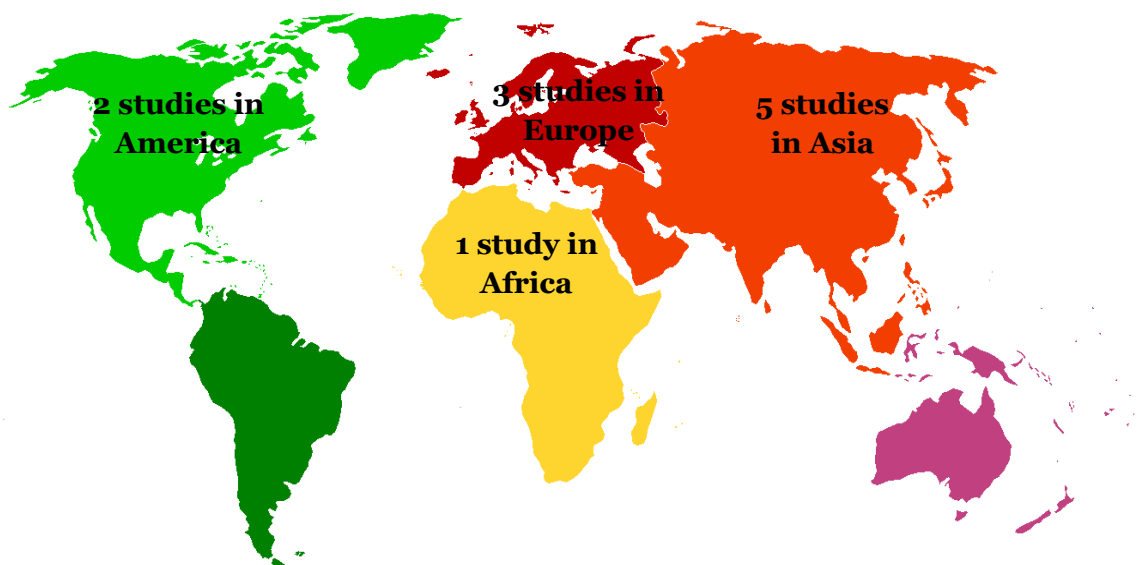 2 studies in
America
3 studies in
Europe
5 studies
in Asia
1 study in
Africa